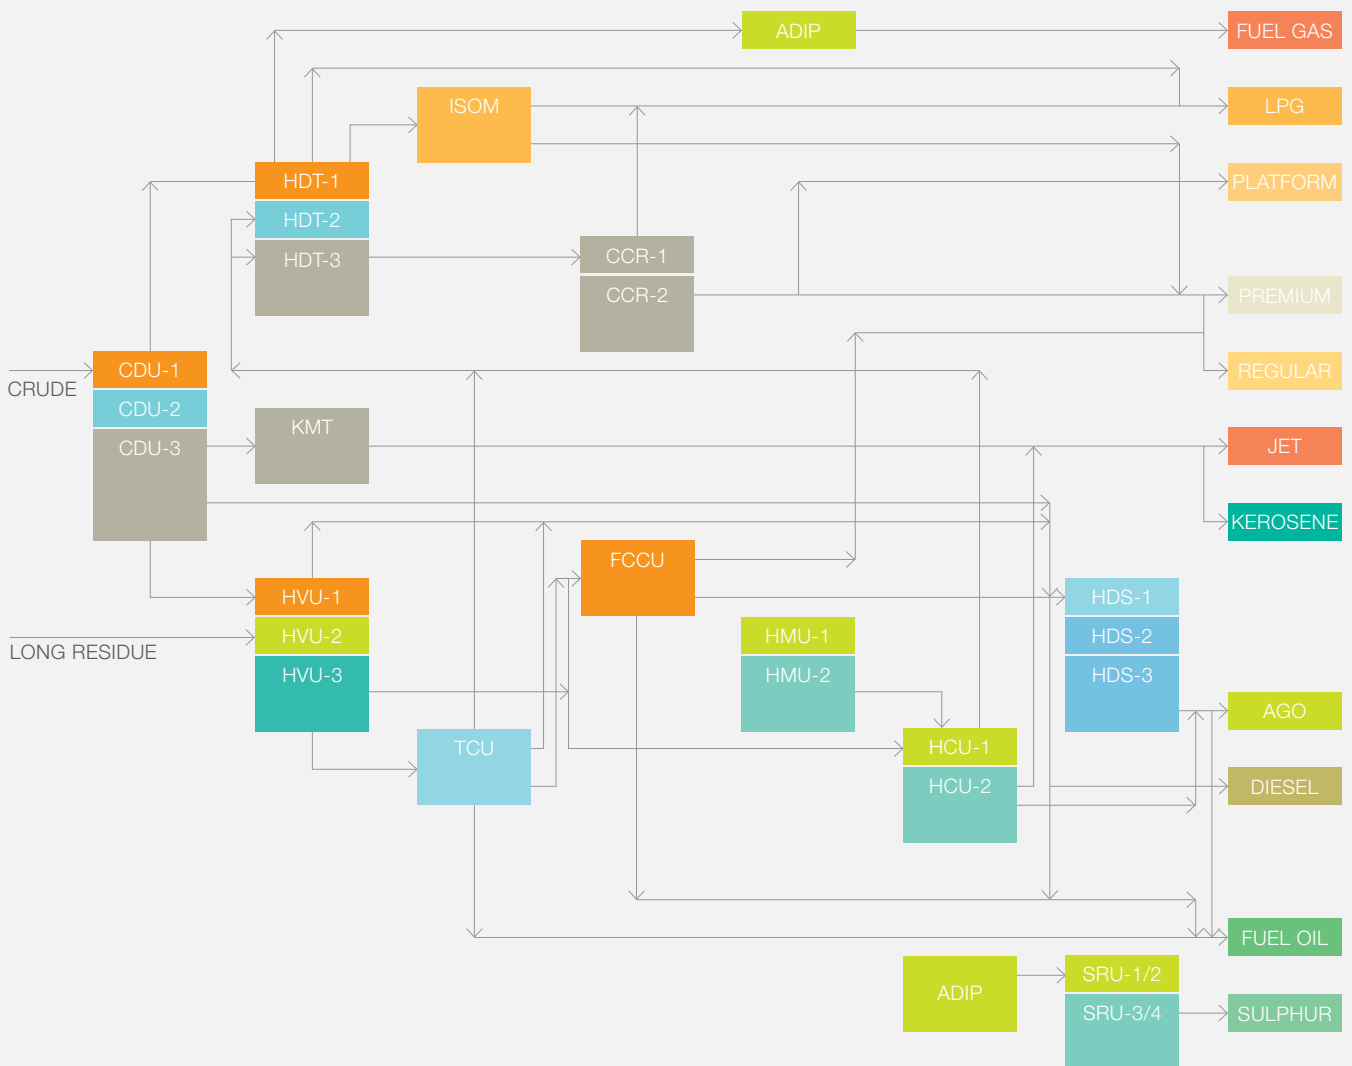 ADIP
FUEL GAS
ISOM
LPG
HDT-1
PLATFORM
HDT-2
HDT-3
CCR-1
CCR-2
PREMIUM
CDU-1
REGULAR
CRUDE
CDU-2
KMT
CDU-3
JET
KEROSENE
FCCU
HVU-1
HDS-1
HVU-2
HMU-1
HDS-2
LONG RESIDUE
HVU-3
HMU-2
HDS-3
AGO
TCU
HCU-1
HCU-2
DIESEL
FUEL OIL
SRU-1/2
ADIP
SRU-3/4
SULPHUR